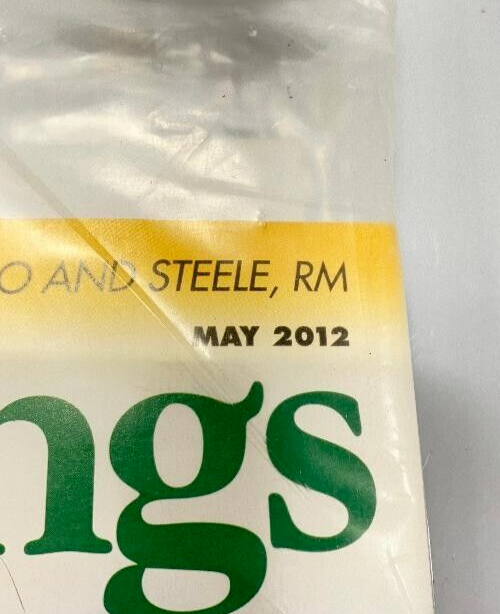 O AND STEELE, RM
MAY 2012
ngs